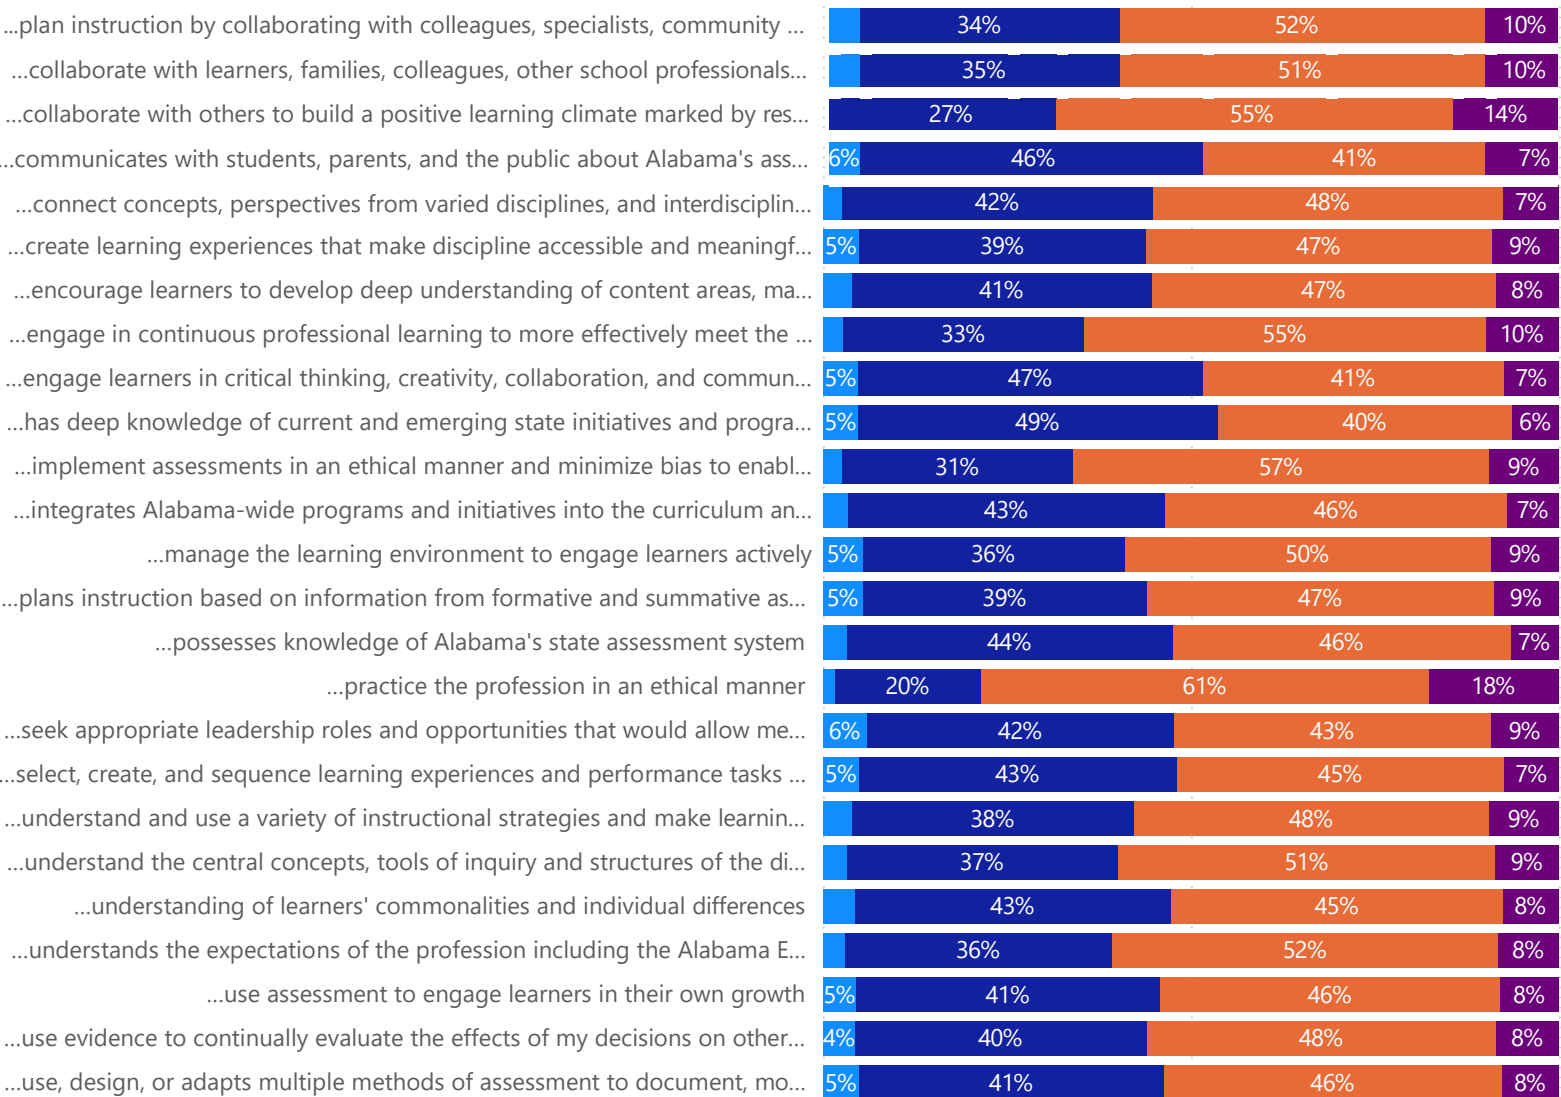 ...plan instruction by collaborating with colleagues, specialists, community ... 34% 52% 10%
...collaborate with learners, families, colleagues, other school professionals... 35% 51% 10%
...collaborate with others to build a positive learning climate marked by res... 27% 55% 14%
...communicates with students, parents, and the public about Alabama's ass... 6% 46% 41% 7%
...connect concepts, perspectives from varied disciplines, and interdisciplin... 42% 48% 7%
...create learning experiences that make discipline accessible and meaningf... 5% 39% 47% 9%
...encourage learners to develop deep understanding of content areas, ma... 41% 47% 8%
...engage in continuous professional learning to more effectively meet the ... 33% 55% 10%
...engage learners in critical thinking, creativity, collaboration, and commun... 5% 47% 41% 7%
...has deep knowledge of current and emerging state initiatives and progra... 5% 49% 40% 6%
...implement assessments in an ethical manner and minimize bias to enabl... 31% 57% 9%
...integrates Alabama-wide programs and initiatives into the curriculum an... 43% 46% 7%
...manage the learning environment to engage learners actively 5% 36% 50% 9%
...plans instruction based on information from formative and summative as... 5% 39% 47% 9%
...possesses knowledge of Alabama's state assessment system 44% 46% 7%
...practice the profession in an ethical manner 20% 61% 18%
...seek appropriate leadership roles and opportunities that would allow me... 6% 42% 43% 9%
...select, create, and sequence learning experiences and performance tasks ... 5% 43% 45% 7%
...understand and use a variety of instructional strategies and make learnin... 38% 48% 9%
...understand the central concepts, tools of inquiry and structures of the di... 37% 51% 9%
...understanding of learners' commonalities and individual differences 43% 45% 8%
...understands the expectations of the profession including the Alabama E... 36% 52% 8%
...use assessment to engage learners in their own growth 5% 41% 46% 8%
...use evidence to continually evaluate the effects of my decisions on other... 4% 40% 48% 8%
...use, design, or adapts multiple methods of assessment to document, mo... 5% 41% 46% 8%